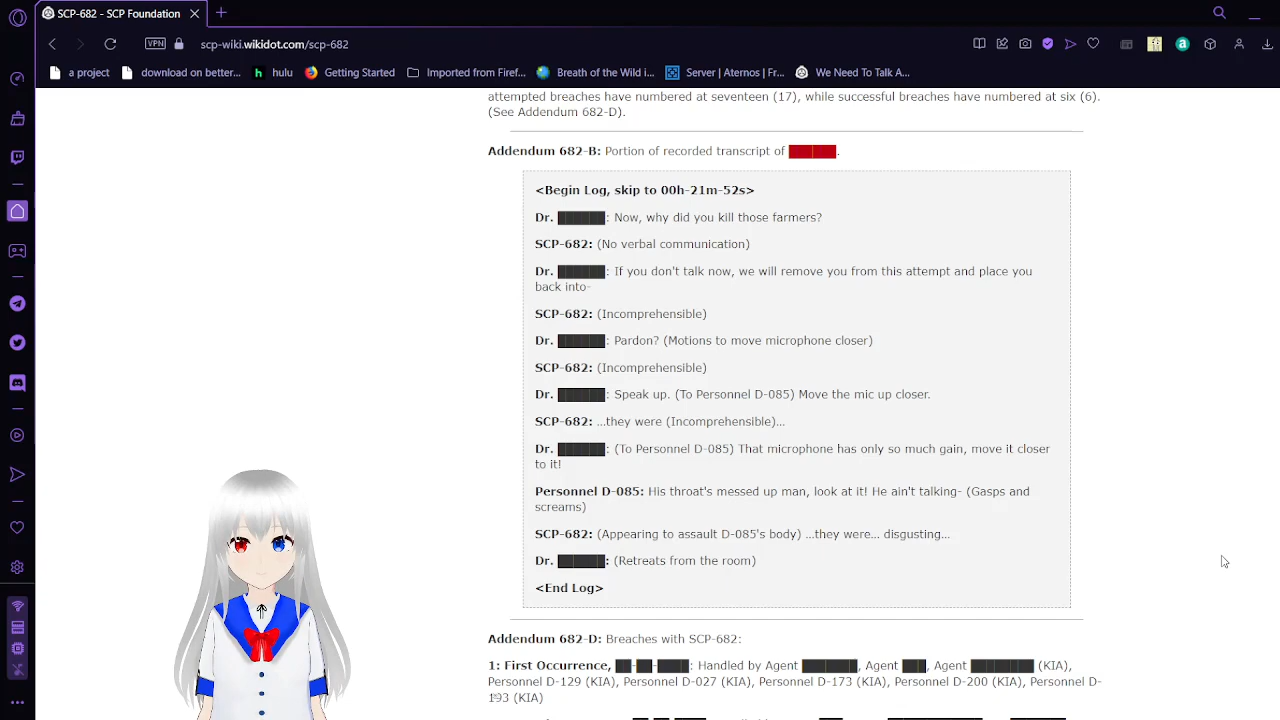 SCP-682 - SCP Foundation
VPN scp-wiki.wikidot.com/scp-682
a project download on better... hulu Getting Started Imported from Firef... Breath of the Wild i... Server | Aternos | Fr... We Need To Talk A...
attempted breaches have numbered at seventeen (17), while successful breaches have numbered at six (6).
(See Addendum 682-D).
Addendum 682-B: Portion of recorded transcript of ██████.
<Begin Log, skip to 00h-21m-52s>
Dr. ██████: Now, why did you kill those farmers?
SCP-682: (No verbal communication)
Dr. ██████: If you don't talk now, we will remove you from this attempt and place you
back into-
SCP-682: (Incomprehensible)
Dr. ██████: Pardon? (Motions to move microphone closer)
SCP-682: (Incomprehensible)
Dr. ██████: Speak up. (To Personnel D-085) Move the mic up closer.
SCP-682: …they were (Incomprehensible)…
Dr. ██████: (To Personnel D-085) That microphone has only so much gain, move it closer
to it!
Personnel D-085: His throat's messed up man, look at it! He ain't talking- (Gasps and
screams)
SCP-682: (Appearing to assault D-085's body) …they were… disgusting…
Dr. ██████: (Retreats from the room)
<End Log>
Addendum 682-D: Breaches with SCP-682:
1: First Occurrence, ██-██-████: Handled by Agent ███████, Agent ███, Agent ████████ (KIA),
Personnel D-129 (KIA), Personnel D-027 (KIA), Personnel D-173 (KIA), Personnel D-200 (KIA), Personnel D-
193 (KIA)